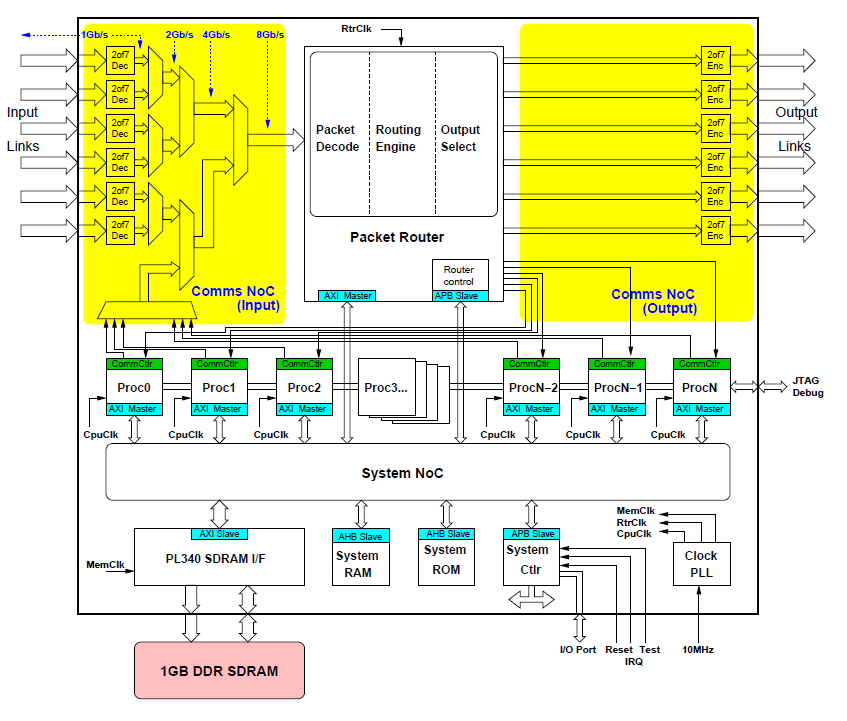 1Gb/s
2Gb/s
4Gb/s
8Gb/s
RtrClk
2of7
Dec
2of7
Dec
2of7
Dec
2of7
Dec
2of7
Dec
2of7
Dec
Input
Links
Packet
Decode
Routing
Engine
Output
Select
Packet Router
Router
control
AXI Master
APB Slave
2of7
Enc
2of7
Enc
2of7
Enc
2of7
Enc
2of7
Enc
2of7
Enc
Output
Links
Comms NoC
(Input)
Comms NoC
(Output)
CommCtlr
Proc0
AXI Master
CommCtlr
Proc1
AXI Master
CommCtlr
Proc2
AXI Master
Proc3...
CommCtlr
ProcN−2
AXI Master
CommCtlr
ProcN−1
AXI Master
CommCtlr
ProcN
AXI Master
JTAG
Debug
CpuClk
CpuClk
CpuClk
CpuClk
CpuClk
CpuClk
System NoC
AXI Slave
PL340 SDRAM I/F
MemClk
AHB Slave
System
RAM
AHB Slave
System
ROM
APB Slave
System
Ctlr
MemClk
RtrClk
CpuClk
Clock
PLL
I/O Port
Reset
Test
IRQ
10MHz
1GB DDR SDRAM